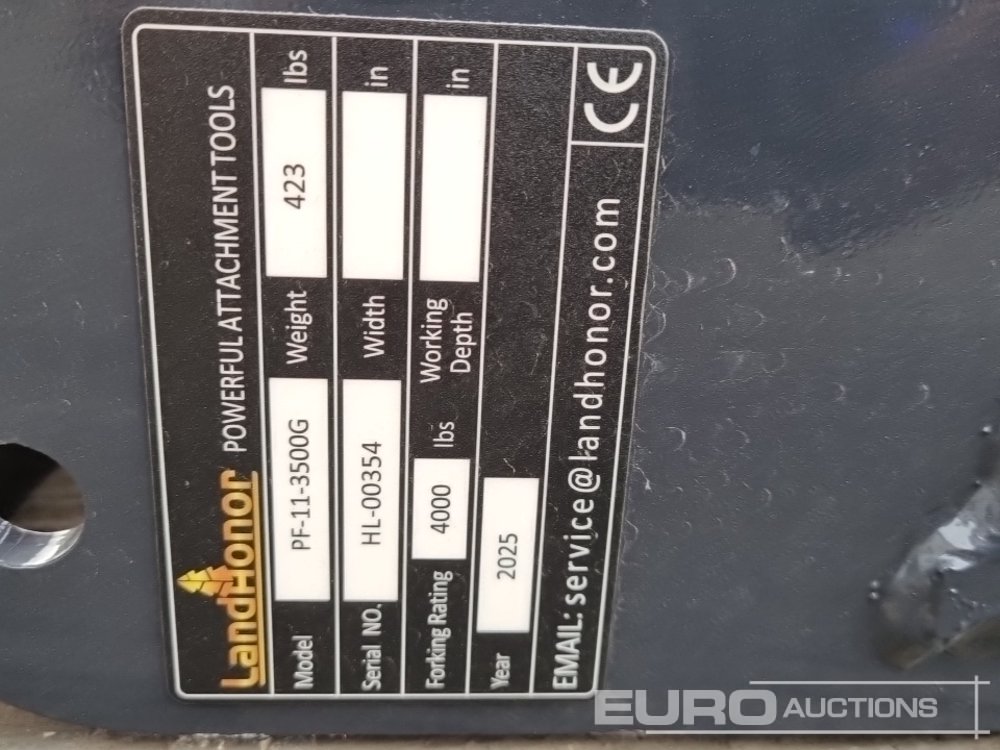 LandHonor POWERFUL ATTACHMENT TOOLS
Model PF-11-3500G Weight 423 lbs
Serial NO. HL-00354 Width in
Forking Rating 4000 lbs Working Depth in
Year 2025
EMAIL: service@landhonor.com CE
EURO AUCTIONS